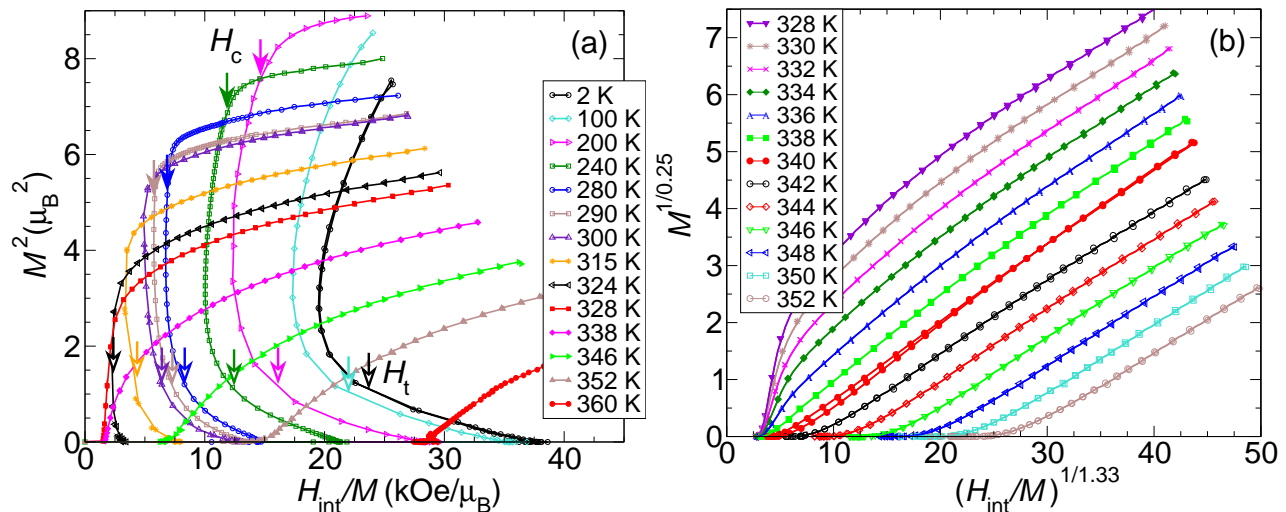 (a)
H_c
H_t
8
6
4
2
0
M² (μ_B²)
0 10 20 30 40
H_int/M (kOe/μ_B)
2 K
100 K
200 K
240 K
280 K
290 K
300 K
315 K
324 K
328 K
338 K
346 K
352 K
360 K
(b)
328 K
330 K
332 K
334 K
336 K
338 K
340 K
342 K
344 K
346 K
348 K
350 K
352 K
7
6
5
4
3
2
1
0
M^1/0.25
0 10 20 30 40 50
(H_int/M)^1/1.33